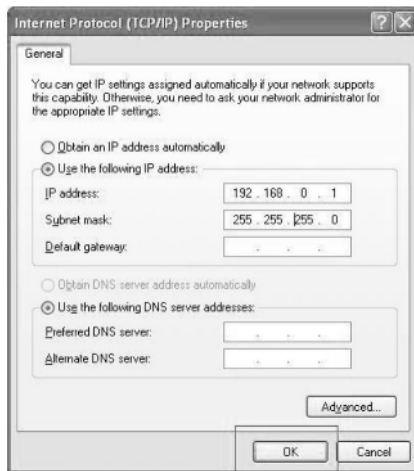 Internet Protocol (TCP/IP) Properties
General
You can get IP settings assigned automatically if your network supports
this capability. Otherwise, you need to ask your network administrator for
the appropriate IP settings.
Obtain an IP address automatically
Use the following IP address:
IP address: 192 . 168 . 0 . 1
Subnet mask: 255 . 255 . 255 . 0
Default gateway: . . .
Obtain DNS server address automatically
Use the following DNS server addresses:
Preferred DNS server: . . .
Alternate DNS server: . . .
Advanced...
OK Cancel